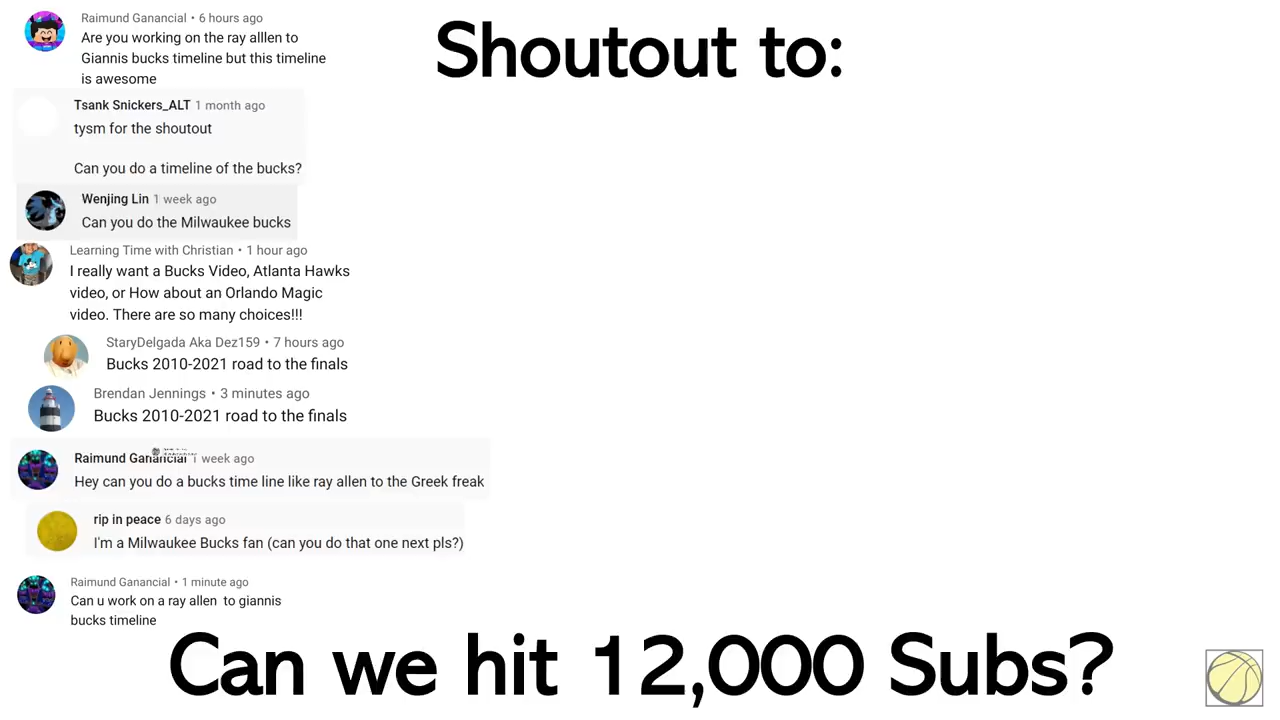 Shoutout to:
Raimund Ganancial • 6 hours ago
Are you working on the ray alllen to
Giannis bucks timeline but this timeline
is awesome
Tsank Snickers_ALT 1 month ago
tysm for the shoutout
Can you do a timeline of the bucks?
Wenjing Lin 1 week ago
Can you do the Milwaukee bucks
Learning Time with Christian • 1 hour ago
I really want a Bucks Video, Atlanta Hawks
video, or How about an Orlando Magic
video. There are so many choices!!!
StaryDelgada Aka Dez159 • 7 hours ago
Bucks 2010-2021 road to the finals
Brendan Jennings • 3 minutes ago
Bucks 2010-2021 road to the finals
Raimund Ganancial 1 week ago
Hey can you do a bucks time line like ray allen to the Greek freak
rip in peace 6 days ago
I'm a Milwaukee Bucks fan (can you do that one next pls?)
Raimund Ganancial • 1 minute ago
Can u work on a ray allen to giannis
bucks timeline
Can we hit 12,000 Subs?